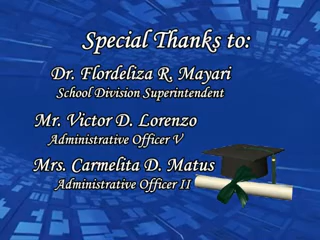 Special Thanks to:
Dr. Flordeliza R. Mayari
School Division Superintendent
Mr. Victor D. Lorenzo
Administrative Officer V
Mrs. Carmelita D. Matus
Administrative Officer II